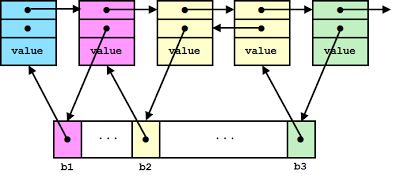 value value value value value
... ...
b1 b2 b3